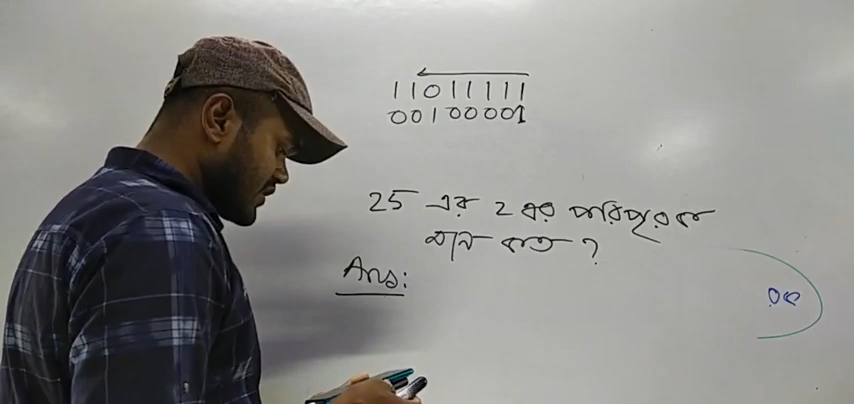 11011111
00100001
25 এর 2 এর পরিপূরক
মান কত ?
Ans: